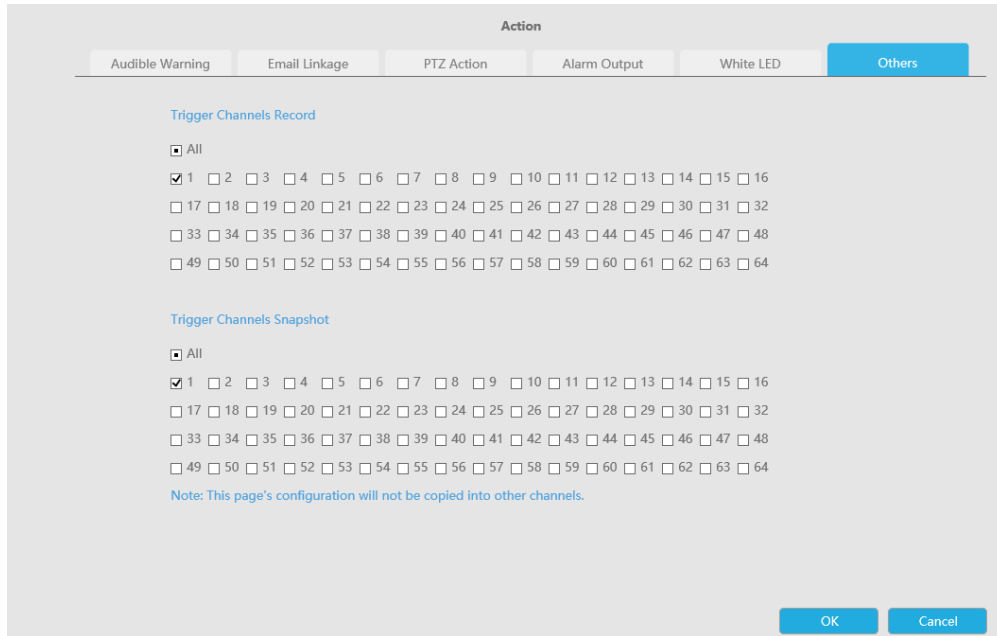 Action
Audible Warning Email Linkage PTZ Action Alarm Output White LED Others
Trigger Channels Record
All
1 2 3 4 5 6 7 8 9 10 11 12 13 14 15 16
17 18 19 20 21 22 23 24 25 26 27 28 29 30 31 32
33 34 35 36 37 38 39 40 41 42 43 44 45 46 47 48
49 50 51 52 53 54 55 56 57 58 59 60 61 62 63 64
Trigger Channels Snapshot
All
1 2 3 4 5 6 7 8 9 10 11 12 13 14 15 16
17 18 19 20 21 22 23 24 25 26 27 28 29 30 31 32
33 34 35 36 37 38 39 40 41 42 43 44 45 46 47 48
49 50 51 52 53 54 55 56 57 58 59 60 61 62 63 64
Note: This page's configuration will not be copied into other channels.
OK Cancel